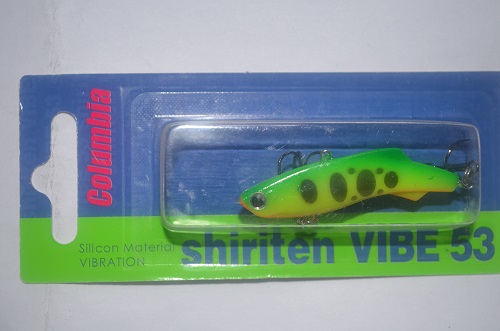 Columbia
Silicon Material
VIBRATION
shiriten VIBE 53